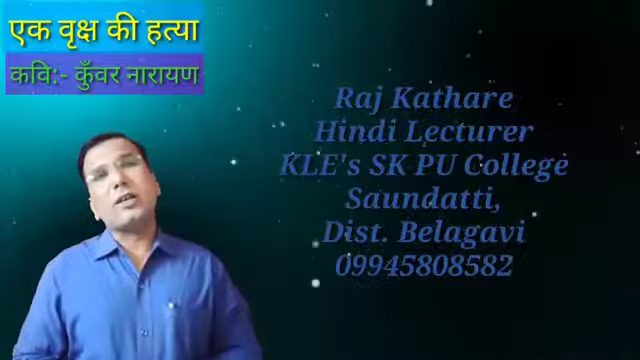 एक वृक्ष की हत्या
कवि:- कुँवर नारायण
Raj Kathare
Hindi Lecturer
KLE's SK PU College
Saundatti,
Dist. Belagavi
09945808582